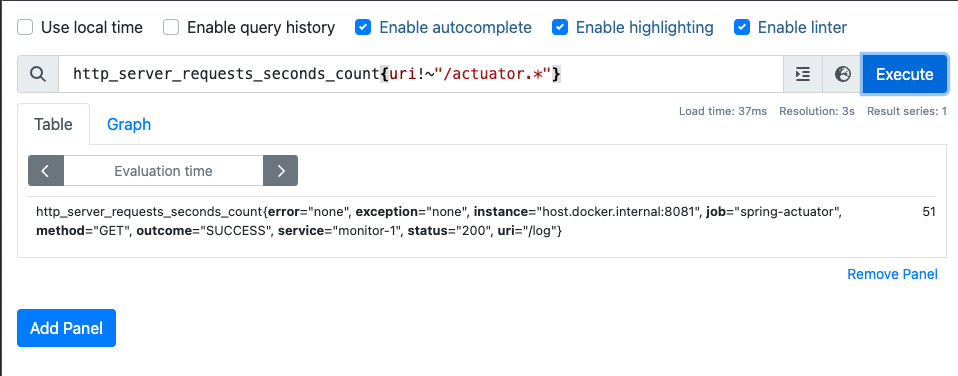 Use local time Enable query history Enable autocomplete Enable highlighting Enable linter
http_server_requests_seconds_count{uri!~"/actuator.*"} Execute
Load time: 37ms Resolution: 3s Result series: 1
Table Graph
Evaluation time
http_server_requests_seconds_count{error="none", exception="none", instance="host.docker.internal:8081", job="spring-actuator", 51
method="GET", outcome="SUCCESS", service="monitor-1", status="200", uri="/log"}
Remove Panel
Add Panel